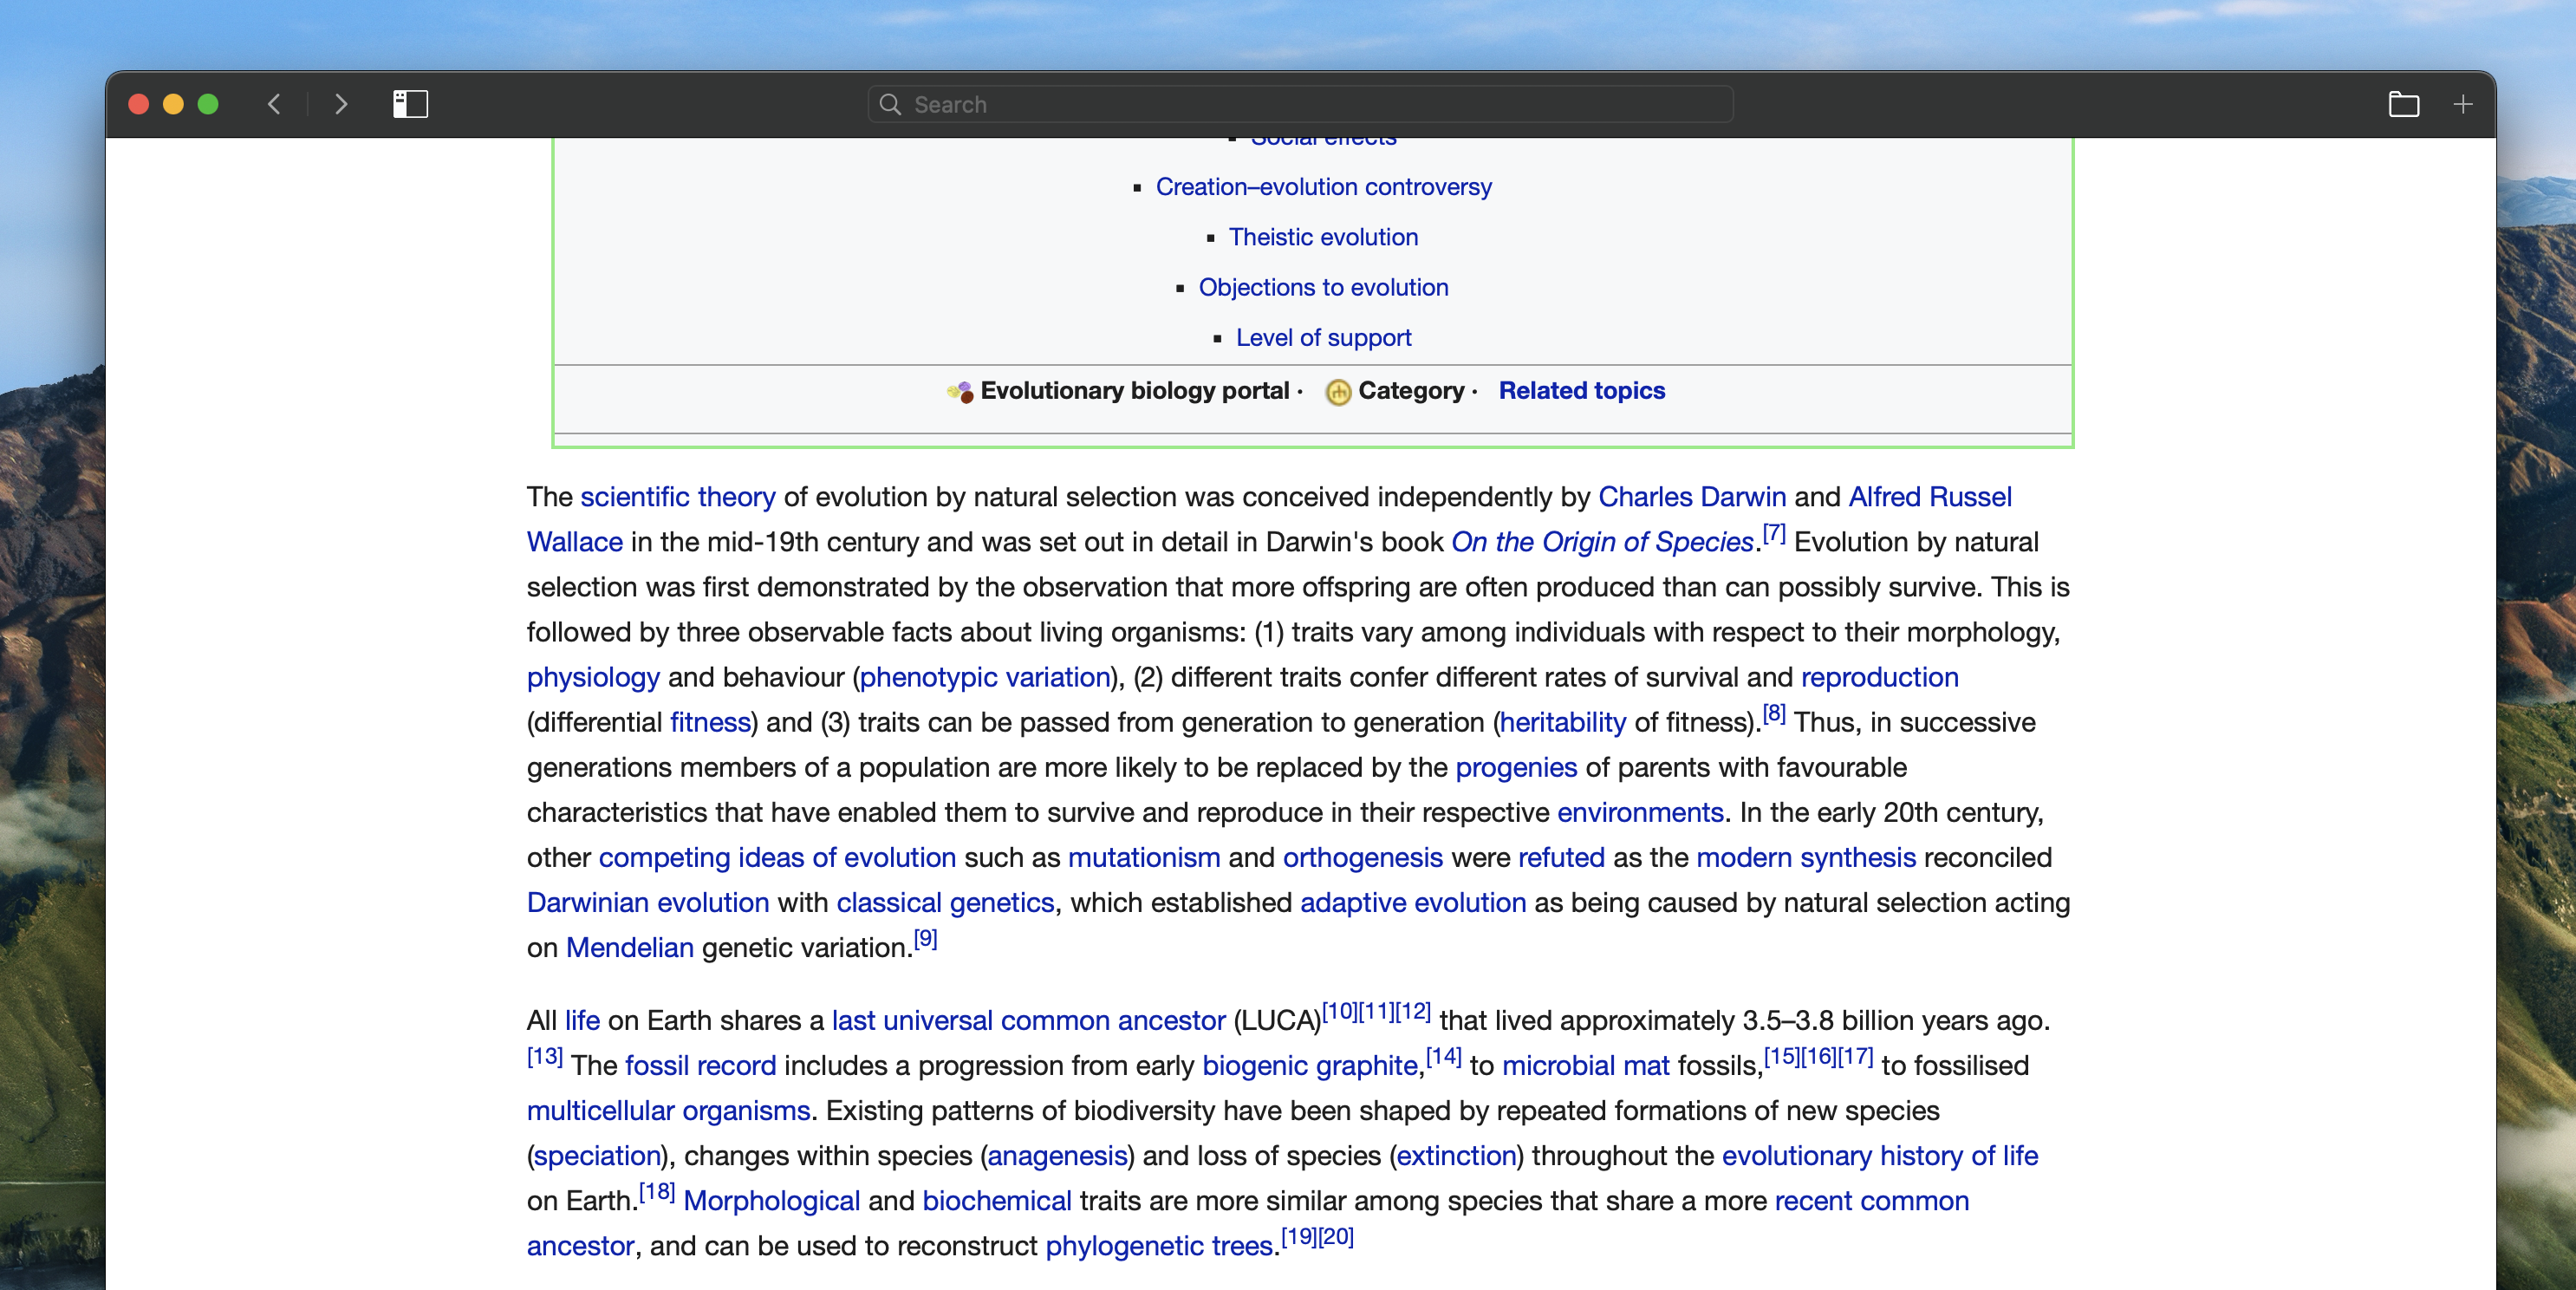 Search
Social effects
▪ Creation–evolution controversy
▪ Theistic evolution
▪ Objections to evolution
▪ Level of support
Evolutionary biology portal · Category · Related topics
The scientific theory of evolution by natural selection was conceived independently by Charles Darwin and Alfred Russel
Wallace in the mid-19th century and was set out in detail in Darwin's book On the Origin of Species.[7] Evolution by natural
selection was first demonstrated by the observation that more offspring are often produced than can possibly survive. This is
followed by three observable facts about living organisms: (1) traits vary among individuals with respect to their morphology,
physiology and behaviour (phenotypic variation), (2) different traits confer different rates of survival and reproduction
(differential fitness) and (3) traits can be passed from generation to generation (heritability of fitness).[8] Thus, in successive
generations members of a population are more likely to be replaced by the progenies of parents with favourable
characteristics that have enabled them to survive and reproduce in their respective environments. In the early 20th century,
other competing ideas of evolution such as mutationism and orthogenesis were refuted as the modern synthesis reconciled
Darwinian evolution with classical genetics, which established adaptive evolution as being caused by natural selection acting
on Mendelian genetic variation.[9]
All life on Earth shares a last universal common ancestor (LUCA)[10][11][12] that lived approximately 3.5–3.8 billion years ago.
[13] The fossil record includes a progression from early biogenic graphite,[14] to microbial mat fossils,[15][16][17] to fossilised
multicellular organisms. Existing patterns of biodiversity have been shaped by repeated formations of new species
(speciation), changes within species (anagenesis) and loss of species (extinction) throughout the evolutionary history of life
on Earth.[18] Morphological and biochemical traits are more similar among species that share a more recent common
ancestor, and can be used to reconstruct phylogenetic trees.[19][20]